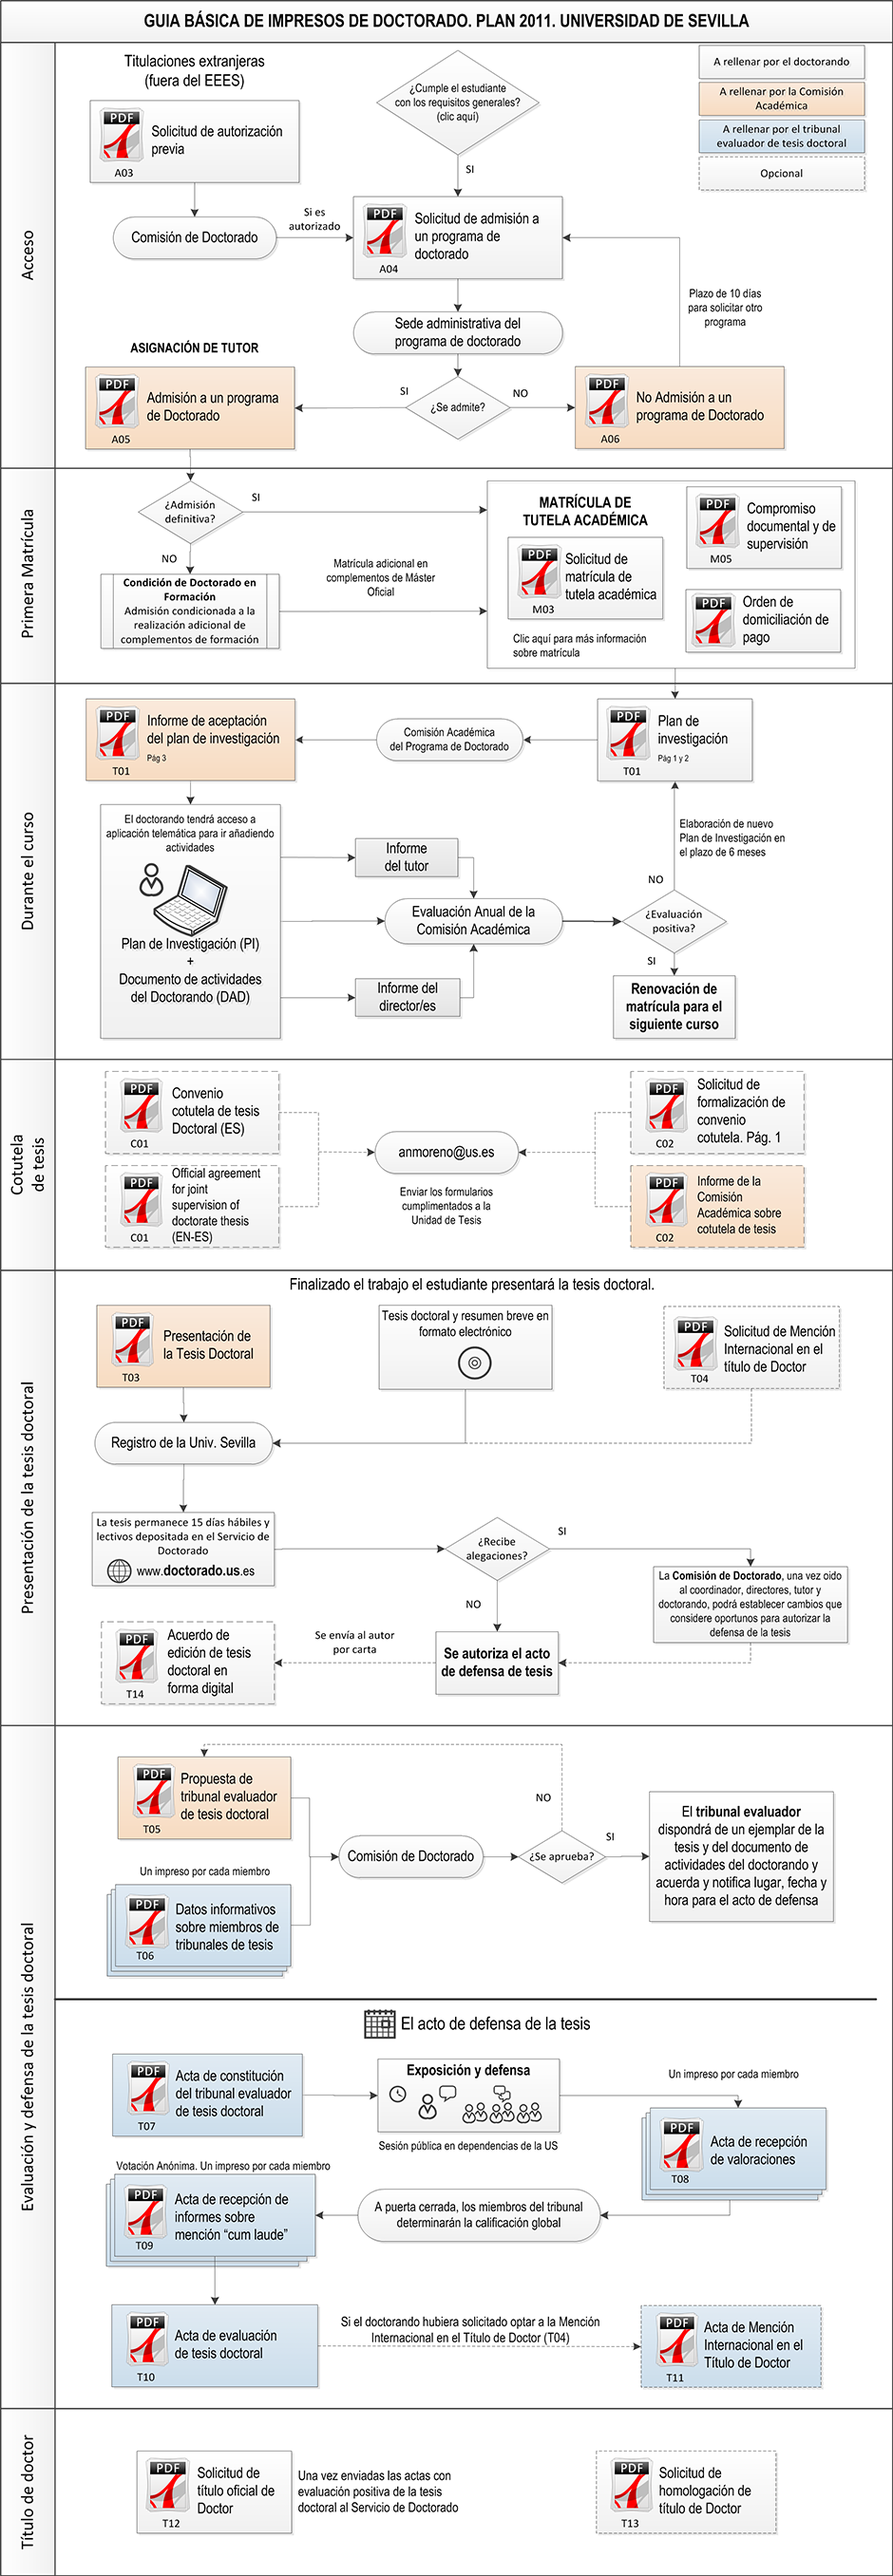 GUIA BÁSICA DE IMPRESOS DE DOCTORADO. PLAN 2011. UNIVERSIDAD DE SEVILLA
Acceso
Titulaciones extranjeras
(fuera del EEES)
PDF
Solicitud de autorización
previa
A03
¿Cumple el estudiante
con los requisitos generales?
(clic aquí)
A rellenar por el doctorando
A rellenar por la Comisión
Académica
A rellenar por el tribunal
evaluador de tesis doctoral
Opcional
SI
Comisión de Doctorado
Si es
autorizado
PDF
Solicitud de admisión a
un programa de
doctorado
A04
Plazo de 10 días
para solicitar otro
programa
Sede administrativa del
programa de doctorado
ASIGNACIÓN DE TUTOR
PDF
Admisión a un programa
de Doctorado
A05
SI
¿Se admite?
NO
PDF
No Admisión a un
programa de Doctorado
A06
Primera Matrícula
¿Admisión
definitiva?
SI
NO
Condición de Doctorado en
Formación
Admisión condicionada a la
realización adicional de
complementos de formación
Matrícula adicional en
complementos de Máster
Oficial
MATRÍCULA DE
TUTELA ACADÉMICA
PDF
Solicitud de
matrícula de
tutela académica
M03
Clic aquí para más información
sobre matrícula
PDF
Compromiso
documental y de
supervisión
M05
PDF
Orden de
domiciliación de
pago
Durante el curso
PDF
Informe de aceptación
del plan de investigación
Pág 3
T01
Comisión Académica
del Programa de Doctorado
PDF
Plan de
investigación
Pág 1 y 2
T01
El doctorando tendrá acceso a
aplicación telemática para ir añadiendo
actividades
Plan de Investigación (PI)
+
Documento de actividades
del Doctorando (DAD)
Informe
del tutor
Evaluación Anual de la
Comisión Académica
Informe del
director/es
Elaboración de nuevo
Plan de Investigación en
el plazo de 6 meses
NO
¿Evaluación
positiva?
SI
Renovación de
matrícula para el
siguiente curso
Cotutela
de tesis
PDF
Convenio
cotutela de tesis
Doctoral (ES)
C01
PDF
Official agreement
for joint
supervision of
doctorate thesis
(EN-ES)
C01
anmoreno@us.es
Enviar los formularios
cumplimentados a la
Unidad de Tesis
PDF
Solicitud de
formalización de
convenio
cotutela. Pág. 1
C02
PDF
Informe de la
Comisión
Académica sobre
cotutela de tesis
C02
Presentación de la tesis doctoral
Finalizado el trabajo el estudiante presentará la tesis doctoral.
PDF
Presentación de
la Tesis Doctoral
T03
Tesis doctoral y resumen breve en
formato electrónico
PDF
Solicitud de Mención
Internacional en el
título de Doctor
T04
Registro de la Univ. Sevilla
La tesis permanece 15 días hábiles y
lectivos depositada en el Servicio de
Doctorado
www.doctorado.us.es
¿Recibe
alegaciones?
SI
NO
La Comisión de Doctorado, una vez oido
al coordinador, directores, tutor y
doctorando, podrá establecer cambios que
considere oportunos para autorizar la
defensa de la tesis
Se autoriza el acto
de defensa de tesis
Se envía al autor
por carta
PDF
Acuerdo de
edición de tesis
doctoral en
forma digital
T14
Evaluación y defensa de la tesis doctoral
PDF
Propuesta de
tribunal evaluador
de tesis doctoral
T05
Un impreso por cada miembro
PDF
Datos informativos
sobre miembros de
tribunales de tesis
T06
Comisión de Doctorado
NO
¿Se aprueba?
SI
El tribunal evaluador
dispondrá de un ejemplar de la
tesis y del documento de
actividades del doctorando y
acuerda y notifica lugar, fecha y
hora para el acto de defensa
El acto de defensa de la tesis
PDF
Acta de constitución
del tribunal evaluador
de tesis doctoral
T07
Exposición y defensa
Sesión pública en dependencias de la US
Un impreso por cada miembro
PDF
Acta de recepción
de valoraciones
T08
Votación Anónima. Un impreso por cada miembro
PDF
Acta de recepción de
informes sobre
mención “cum laude”
T09
A puerta cerrada, los miembros del tribunal
determinarán la calificación global
PDF
Acta de evaluación
de tesis doctoral
T10
Si el doctorando hubiera solicitado optar a la Mención
Internacional en el Título de Doctor (T04)
PDF
Acta de Mención
Internacional en el
Título de Doctor
T11
Título de doctor
PDF
Solicitud de
título oficial de
Doctor
T12
Una vez enviadas las actas con
evaluación positiva de la tesis
doctoral al Servicio de Doctorado
PDF
Solicitud de
homologación de
título de Doctor
T13